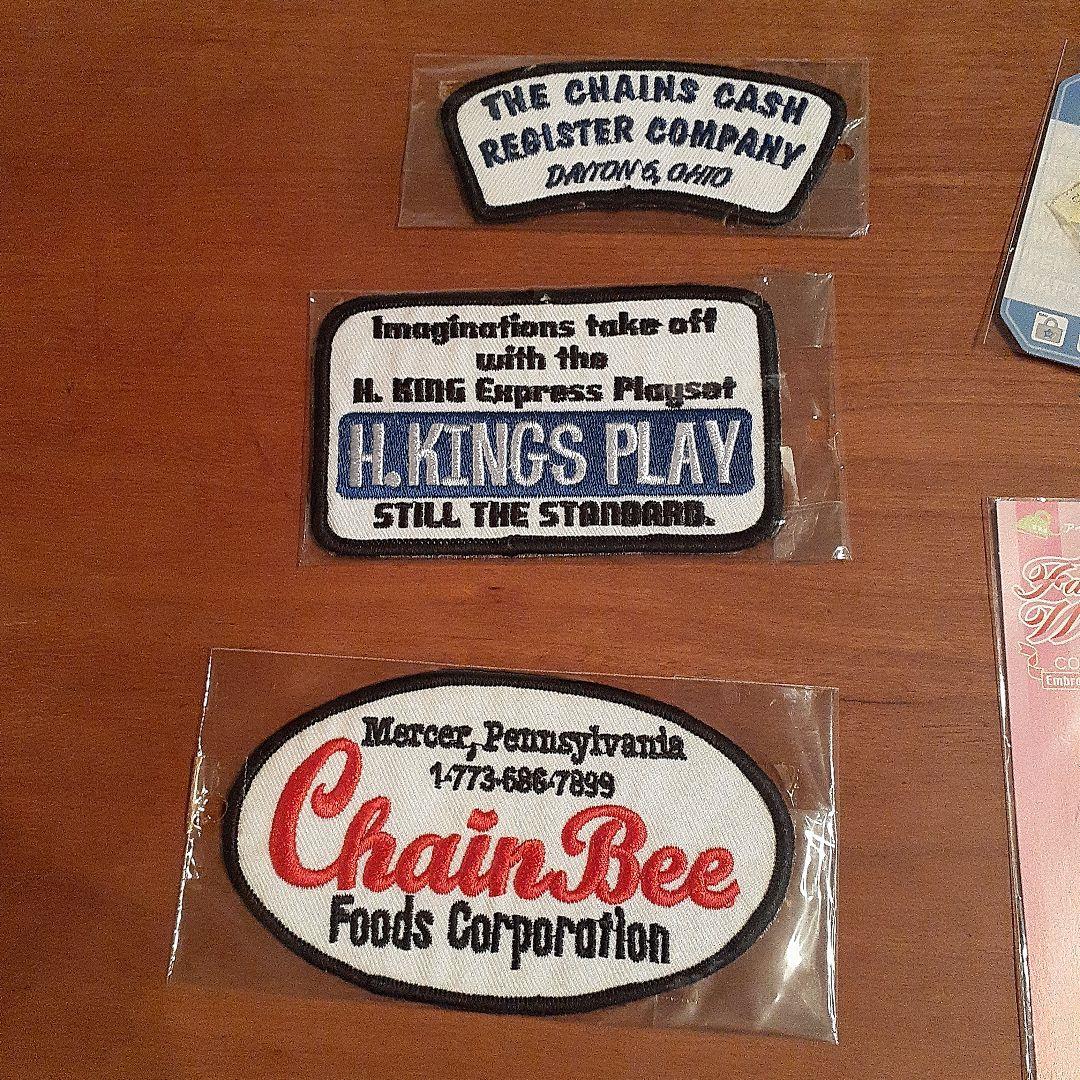 THE CHAINS CASH
REGISTER COMPANY
DAYTON 6, OHIO
Imaginations take off
with the
H. KING Express Playset
H.KINGS PLAY
STILL THE STANDARD.
Mercer, Pennsylvania
1-773-686-7899
ChainBee
Foods Corporation